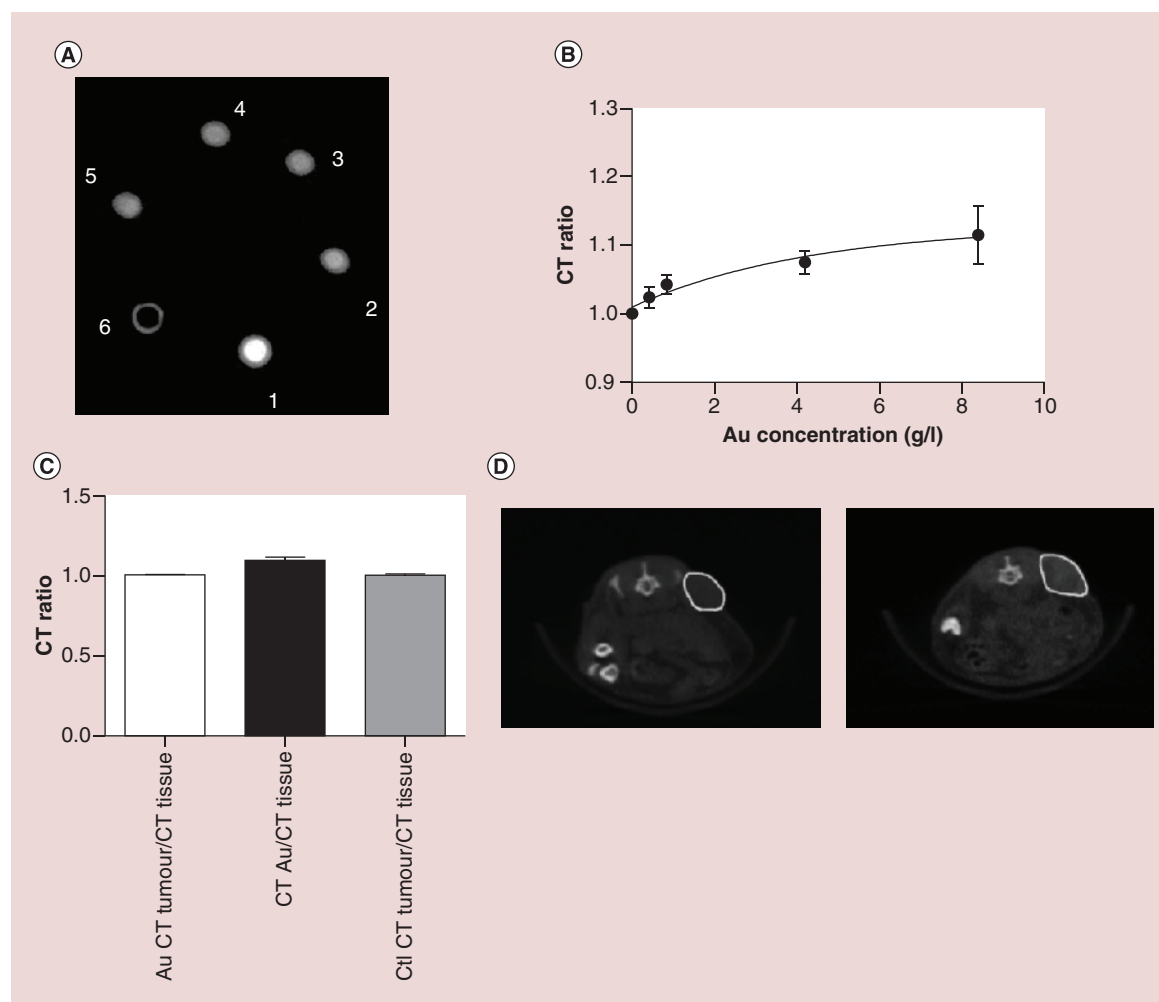 A
4
3
5
2
6
1
B
1.3
1.2
1.1
1.0
0.9
CT ratio
0 2 4 6 8 10
Au concentration (g/l)
C
1.5
1.0
0.5
0.0
CT ratio
Au CT tumour/CT tissue
CT Au/CT tissue
Ctl CT tumour/CT tissue
D